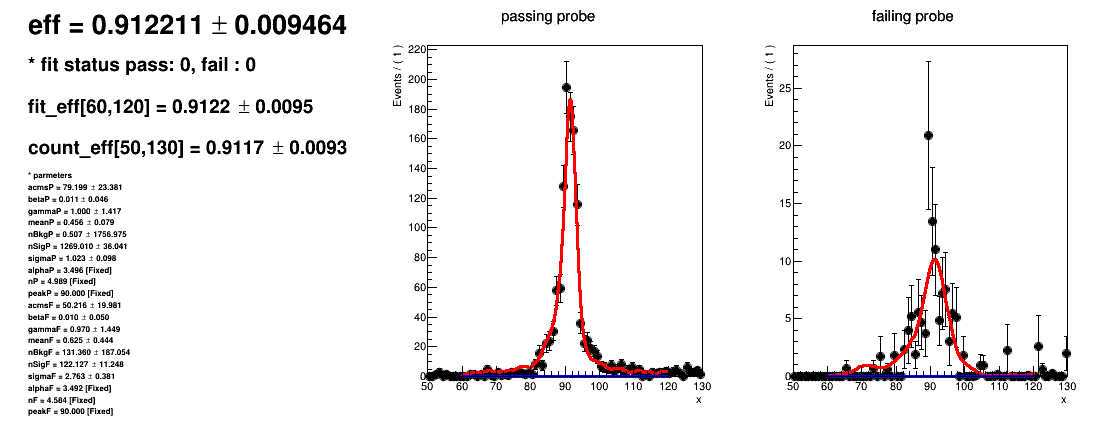 eff = 0.912211 ± 0.009464
* fit status pass: 0, fail : 0
fit_eff[60,120] = 0.9122 ± 0.0095
count_eff[50,130] = 0.9117 ± 0.0093
* parmeters
acmsP = 79.199 ± 23.381
betaP = 0.011 ± 0.046
gammaP = 1.000 ± 1.417
meanP = 0.456 ± 0.079
nBkgP = 0.507 ± 1756.975
nSigP = 1269.010 ± 36.041
sigmaP = 1.023 ± 0.098
alphaP = 3.496 [Fixed]
nP = 4.989 [Fixed]
peakP = 90.000 [Fixed]
acmsF = 50.216 ± 19.981
betaF = 0.010 ± 0.050
gammaF = 0.970 ± 1.449
meanF = 0.625 ± 0.444
nBkgF = 131.360 ± 187.054
nSigF = 122.127 ± 11.248
sigmaF = 2.763 ± 0.381
alphaF = 3.492 [Fixed]
nF = 4.584 [Fixed]
peakF = 90.000 [Fixed]
passing probe
Events / ( 1 )
220
200
180
160
140
120
100
80
60
40
20
0
50 60 70 80 90 100 110 120 130
x
failing probe
Events / ( 1 )
25
20
15
10
5
0
50 60 70 80 90 100 110 120 130
x